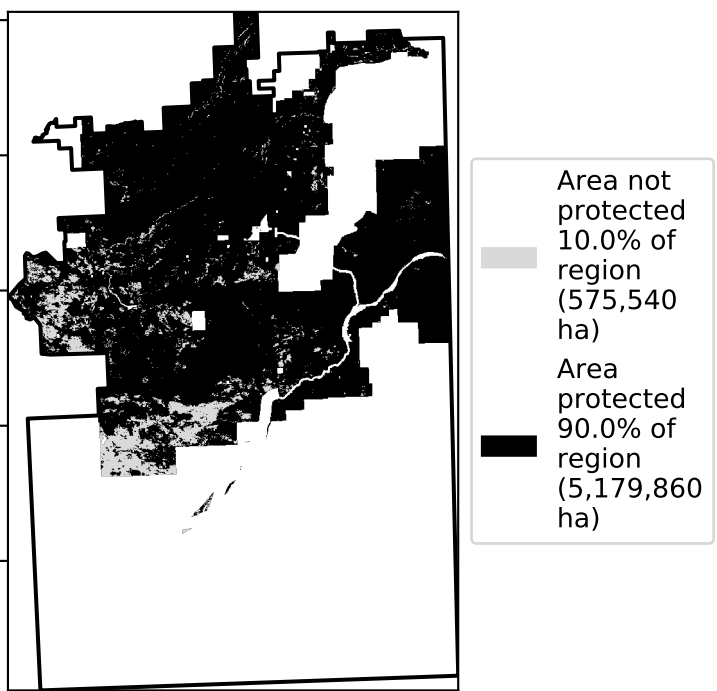 Area not
protected
10.0% of
region
(575,540
ha)
Area
protected
90.0% of
region
(5,179,860
ha)